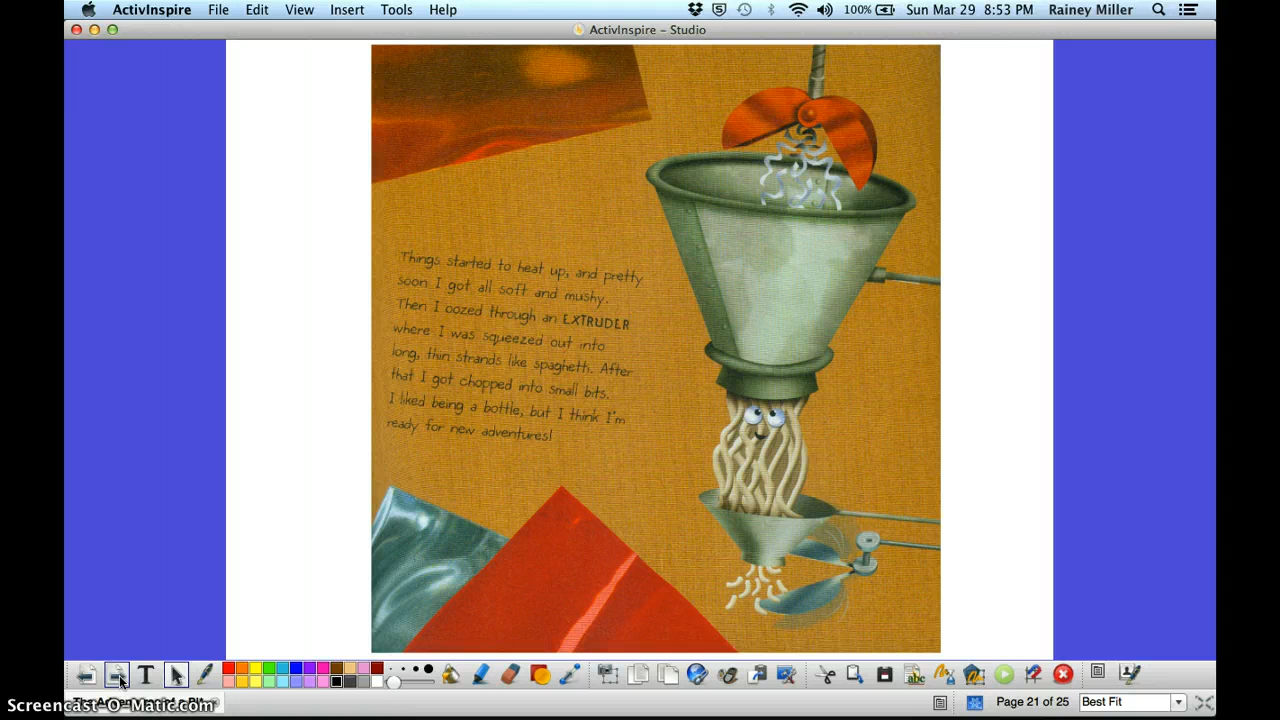 ActivInspire File Edit View Insert Tools Help 100% Sun Mar 29 8:53 PM Rainey Miller
ActivInspire – Studio
Things started to heat up, and pretty
soon I got all soft and mushy.
Then I oozed through an EXTRUDER
where I was squeezed out into
long, thin strands like spaghetti. After
that I got chopped into small bits.
I liked being a bottle, but I think I'm
ready for new adventures!
T
abc
Page 21 of 25 Best Fit
Screencast-O-Matic.com